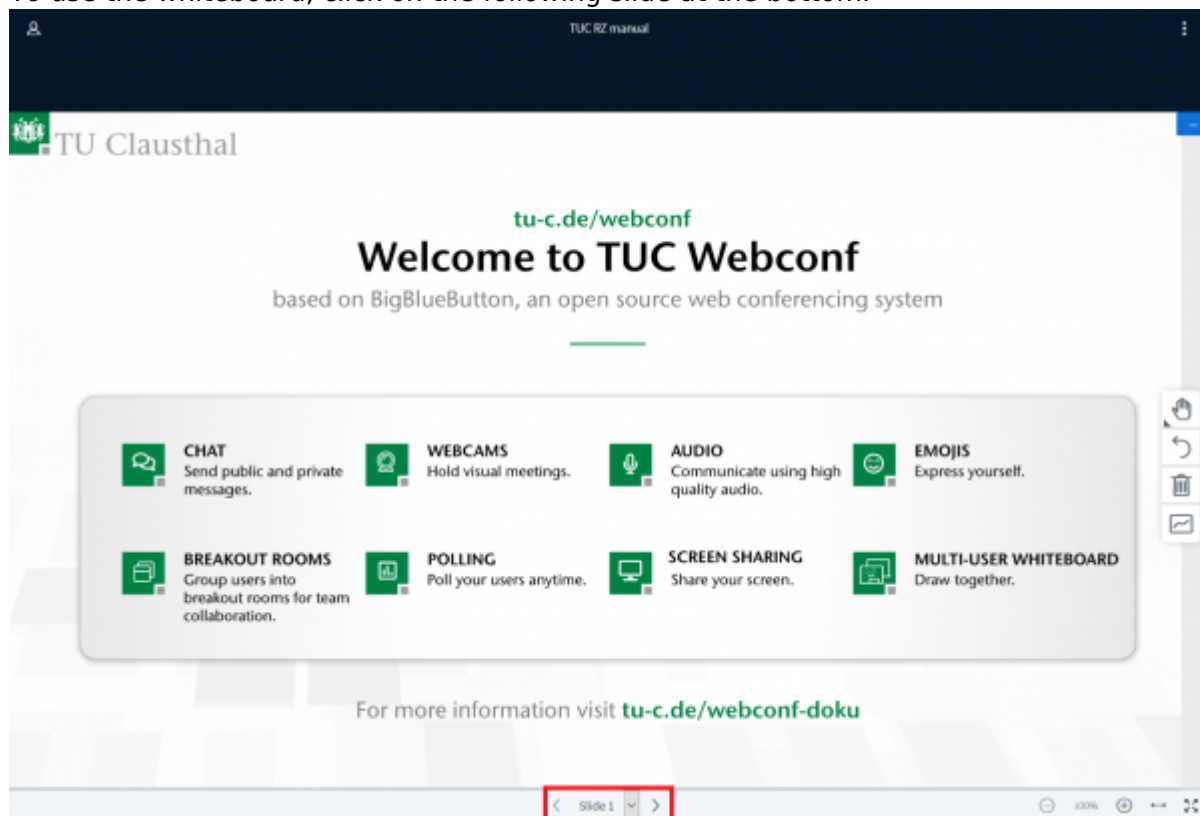 To use the whiteboard, click on the following slide at the bottom.
TUC RZ manual
TU Clausthal
tu-c.de/webconf
Welcome to TUC Webconf
based on BigBlueButton, an open source web conferencing system
CHAT
Send public and private
messages.
WEBCAMS
Hold visual meetings.
AUDIO
Communicate using high
quality audio.
EMOJIS
Express yourself.
BREAKOUT ROOMS
Group users into
breakout rooms for team
collaboration.
POLLING
Poll your users anytime.
SCREEN SHARING
Share your screen.
MULTI-USER WHITEBOARD
Draw together.
For more information visit tu-c.de/webconf-doku
Slide 1
100%